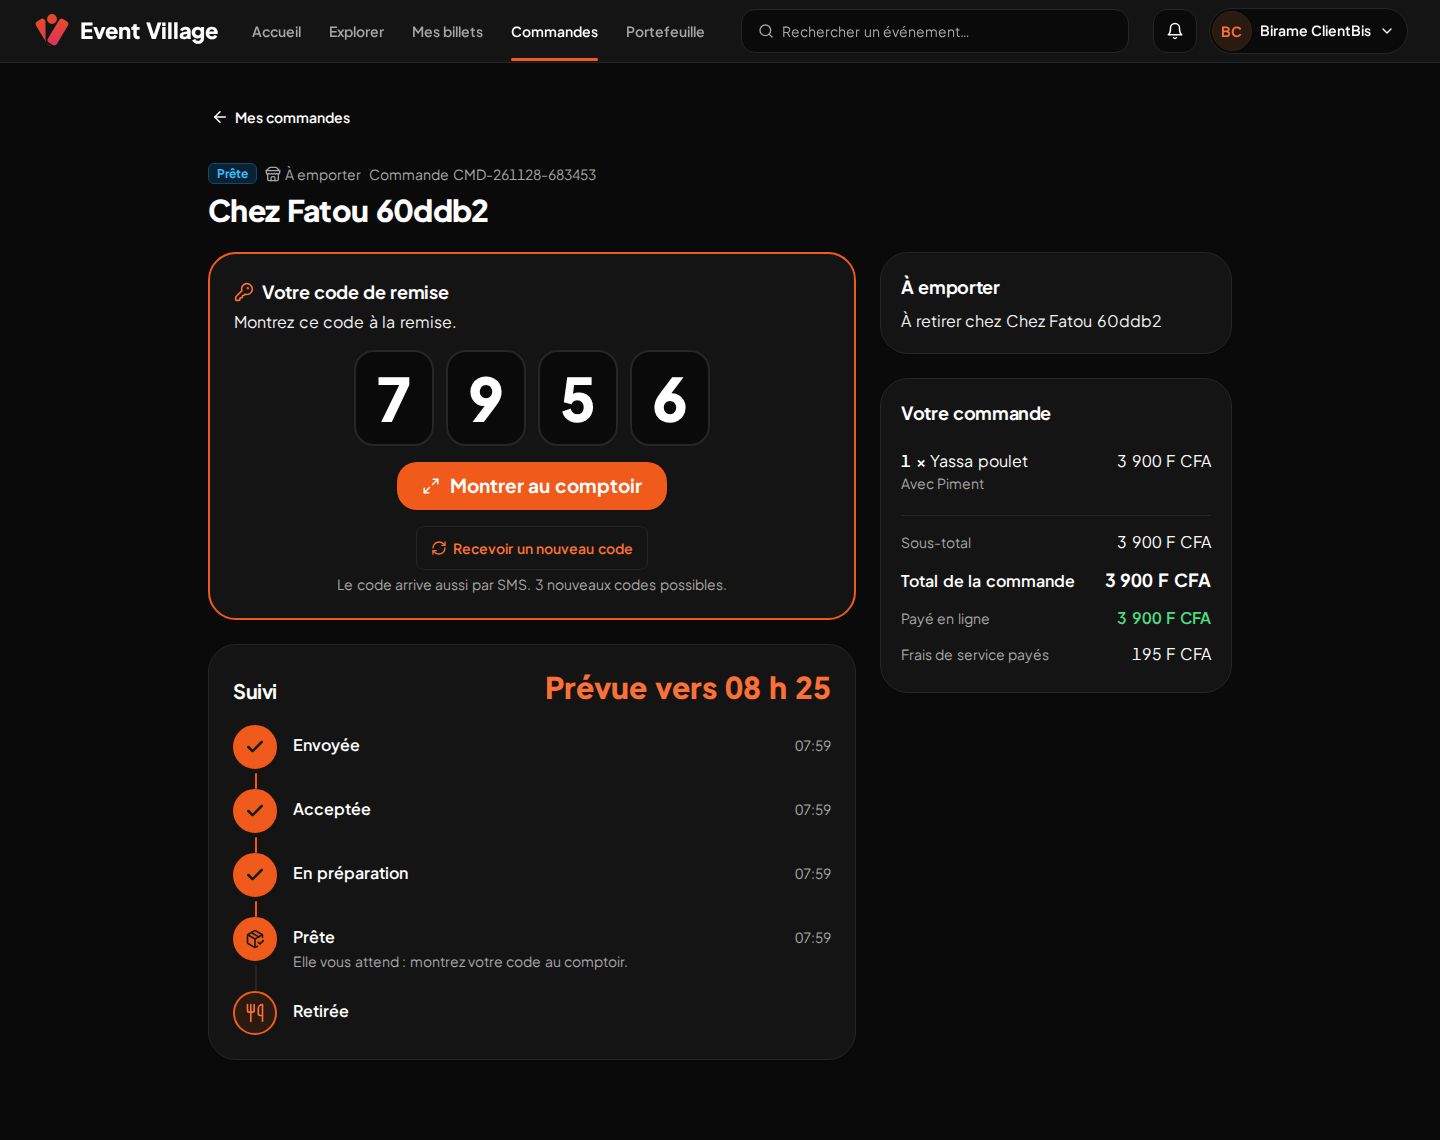 Event Village
Accueil
Explorer
Mes billets
Commandes
Portefeuille
Rechercher un événement...
BC
Birame ClientBis
Mes commandes
Prête
À emporter
Commande CMD-261128-683453
Chez Fatou 60ddb2
Votre code de remise
Montrez ce code à la remise.
7 9 5 6
Montrer au comptoir
Recevoir un nouveau code
Le code arrive aussi par SMS. 3 nouveaux codes possibles.
Suivi
Prévue vers 08 h 25
Envoyée 07:59
Acceptée 07:59
En préparation 07:59
Prête 07:59
Elle vous attend : montrez votre code au comptoir.
Retirée
À emporter
À retirer chez Chez Fatou 60ddb2
Votre commande
1 × Yassa poulet 3 900 F CFA
Avec Piment
Sous-total 3 900 F CFA
Total de la commande 3 900 F CFA
Payé en ligne 3 900 F CFA
Frais de service payés 195 F CFA